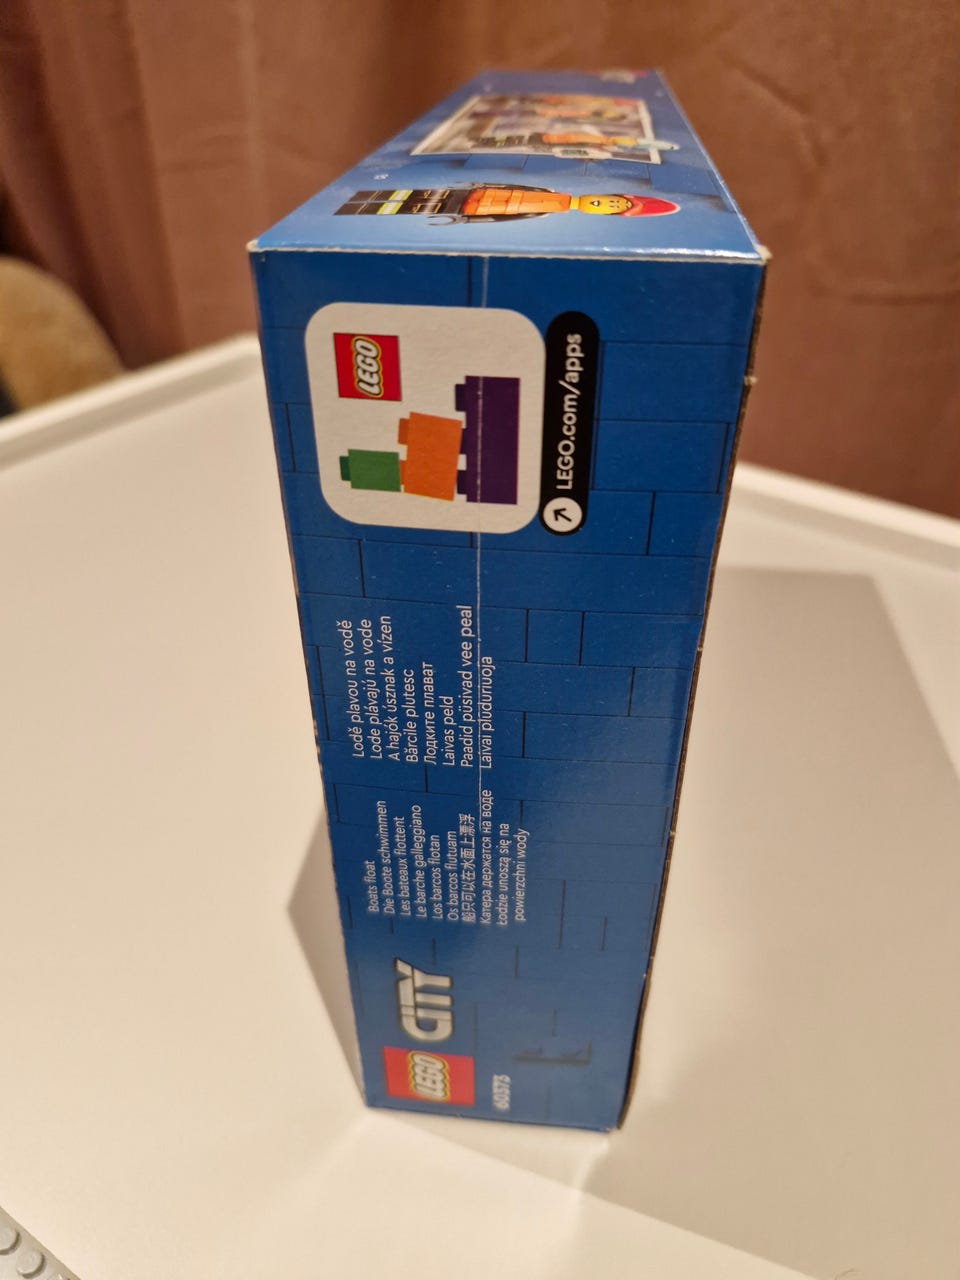 LEGO
CITY
60373
Boats float
Die Boote schwimmen
Les bateaux flottent
Le barche galleggiano
Los barcos flotan
Os barcos flutuam
船只可以在水面上漂浮
Катера держатся на воде
Łodzie unoszą się na
powierzchni wody
Lodě plavou na vodě
Lode plávajú na vode
A hajók úsznak a vízen
Bărcile plutesc
Лодките плават
Laivas peld
Paadid püsivad vee peal
Laivai plūduriuoja
LEGO
LEGO.com/apps